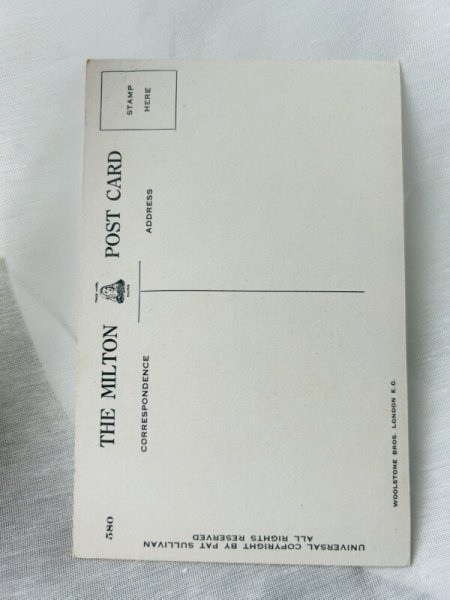 580
THE MILTON POST CARD
CORRESPONDENCE
ADDRESS
STAMP
HERE
UNIVERSAL COPYRIGHT BY PAT SULLIVAN
ALL RIGHTS RESERVED
WOOLSTONE BROS. LONDON E.C.